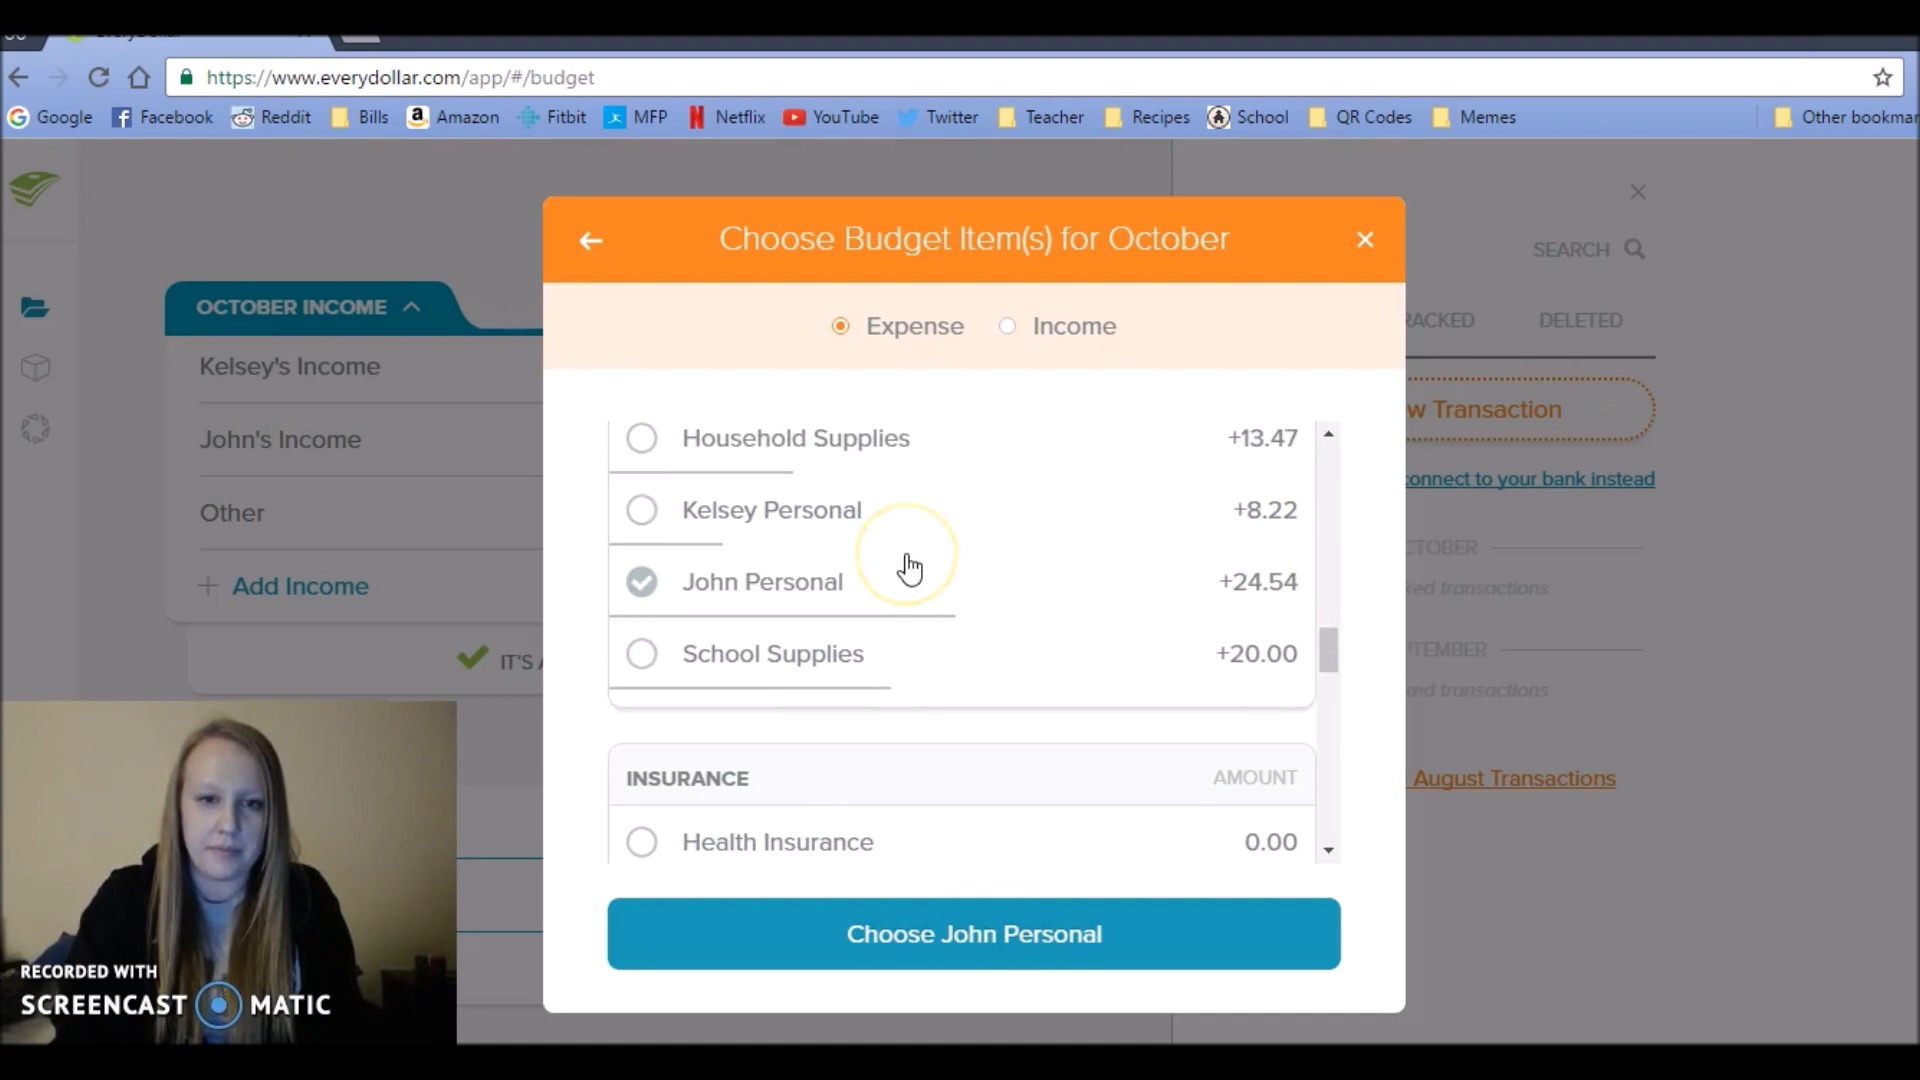 https://www.everydollar.com/app/#/budget
Google Facebook Reddit Bills Amazon Fitbit MFP Netflix YouTube Twitter Teacher Recipes School QR Codes Memes Other bookmar
Choose Budget Item(s) for October
SEARCH
OCTOBER INCOME
Expense Income
RACKED DELETED
Kelsey's Income
w Transaction
Household Supplies +13.47
John's Income
connect to your bank instead
Kelsey Personal +8.22
Other
CTOBER
John Personal +24.54
Add Income
ked transactions
School Supplies +20.00
IT'S
TEMBER
ked transactions
INSURANCE AMOUNT
August Transactions
Health Insurance 0.00
Choose John Personal
RECORDED WITH
SCREENCAST MATIC